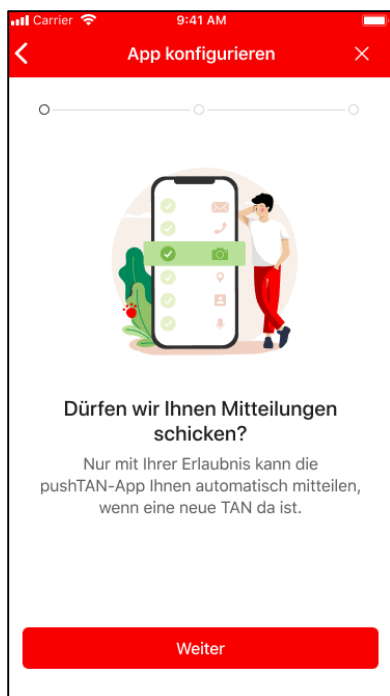 Carrier 9:41 AM
App konfigurieren
Dürfen wir Ihnen Mitteilungen
schicken?
Nur mit Ihrer Erlaubnis kann die
pushTAN-App Ihnen automatisch mitteilen,
wenn eine neue TAN da ist.
Weiter